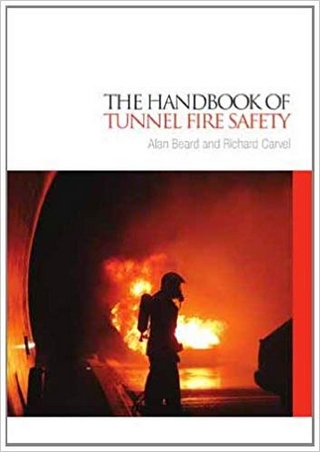 THE HANDBOOK OF
TUNNEL FIRE SAFETY
Alan Beard and Richard Carvel